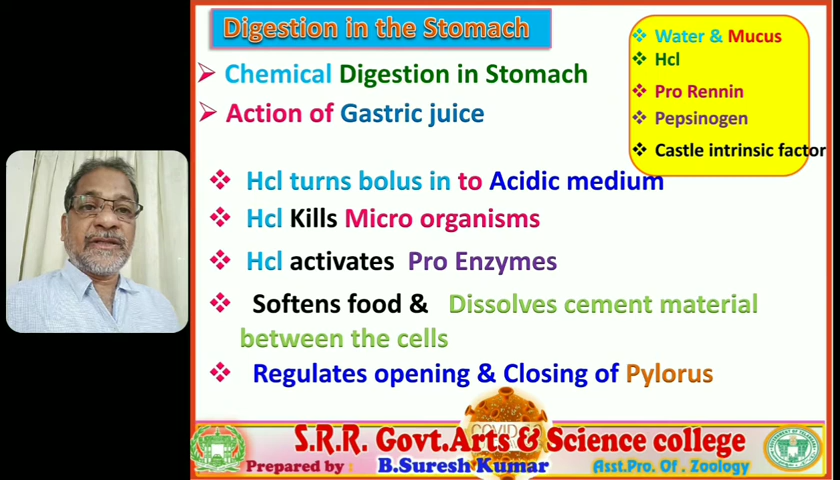 Digestion in the Stomach
Chemical Digestion in Stomach
Action of Gastric juice
Water & Mucus
Hcl
Pro Rennin
Pepsinogen
Castle intrinsic factor
Hcl turns bolus in to Acidic medium
Hcl Kills Micro organisms
Hcl activates Pro Enzymes
Softens food & Dissolves cement material
between the cells
Regulates opening & Closing of Pylorus
COVID
S.R.R. Govt.Arts & Science college
Prepared by : B.Suresh Kumar Asst.Pro. Of . Zoology